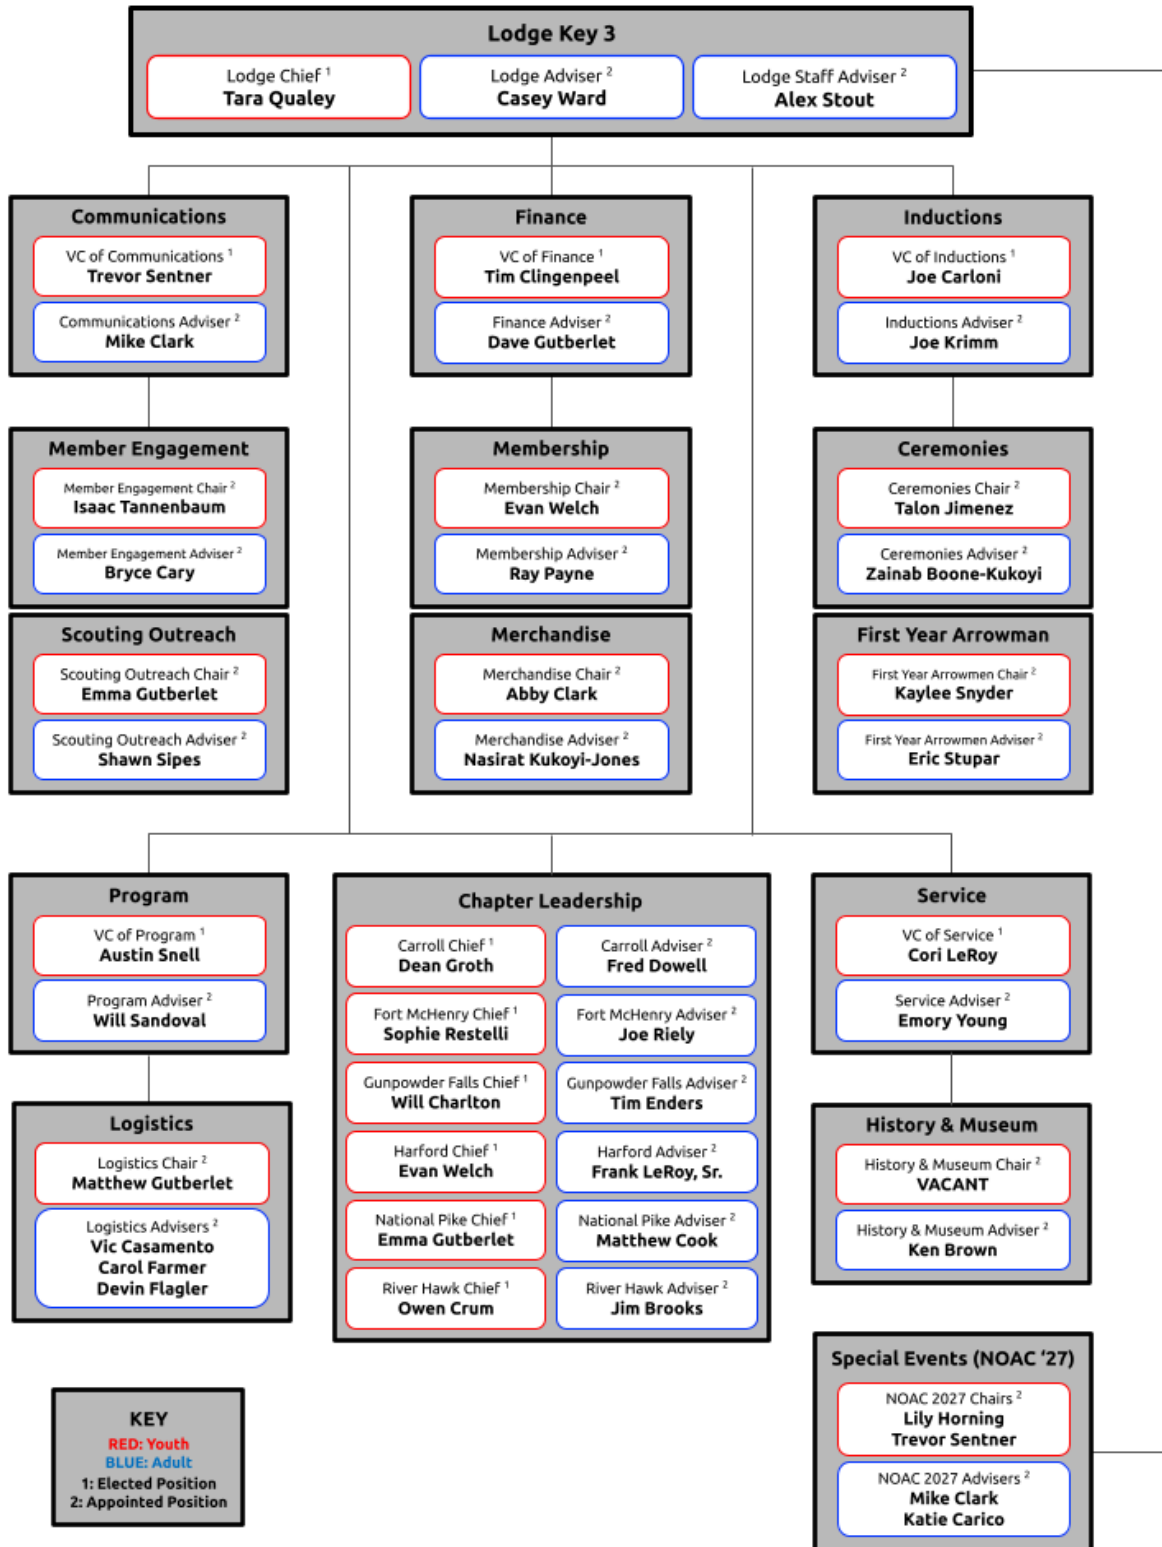 Lodge Key 3
Lodge Chief ¹
Tara Qualey
Lodge Adviser ²
Casey Ward
Lodge Staff Adviser ²
Alex Stout
Communications
VC of Communications ¹
Trevor Sentner
Communications Adviser ²
Mike Clark
Finance
VC of Finance ¹
Tim Clingenpeel
Finance Adviser ²
Dave Gutberlet
Inductions
VC of Inductions ¹
Joe Carloni
Inductions Adviser ²
Joe Krimm
Member Engagement
Member Engagement Chair ²
Isaac Tannenbaum
Member Engagement Adviser ²
Bryce Cary
Membership
Membership Chair ²
Evan Welch
Membership Adviser ²
Ray Payne
Ceremonies
Ceremonies Chair ²
Talon Jimenez
Ceremonies Adviser ²
Zainab Boone-Kukoyi
Scouting Outreach
Scouting Outreach Chair ²
Emma Gutberlet
Scouting Outreach Adviser ²
Shawn Sipes
Merchandise
Merchandise Chair ²
Abby Clark
Merchandise Adviser ²
Nasirat Kukoyi-Jones
First Year Arrowman
First Year Arrowmen Chair ²
Kaylee Snyder
First Year Arrowmen Adviser ²
Eric Stupar
Program
VC of Program ¹
Austin Snell
Program Adviser ²
Will Sandoval
Chapter Leadership
Carroll Chief ¹
Dean Groth
Carroll Adviser ²
Fred Dowell
Fort McHenry Chief ¹
Sophie Restelli
Fort McHenry Adviser ²
Joe Riely
Gunpowder Falls Chief ¹
Will Charlton
Gunpowder Falls Adviser ²
Tim Enders
Harford Chief ¹
Evan Welch
Harford Adviser ²
Frank LeRoy, Sr.
National Pike Chief ¹
Emma Gutberlet
National Pike Adviser ²
Matthew Cook
River Hawk Chief ¹
Owen Crum
River Hawk Adviser ²
Jim Brooks
Service
VC of Service ¹
Cori LeRoy
Service Adviser ²
Emory Young
Logistics
Logistics Chair ²
Matthew Gutberlet
Logistics Advisers ²
Vic Casamento
Carol Farmer
Devin Flagler
History & Museum
History & Museum Chair ²
VACANT
History & Museum Adviser ²
Ken Brown
Special Events (NOAC ‘27)
NOAC 2027 Chairs ²
Lily Horning
Trevor Sentner
NOAC 2027 Advisers ²
Mike Clark
Katie Carico
KEY
RED: Youth
BLUE: Adult
1: Elected Position
2: Appointed Position